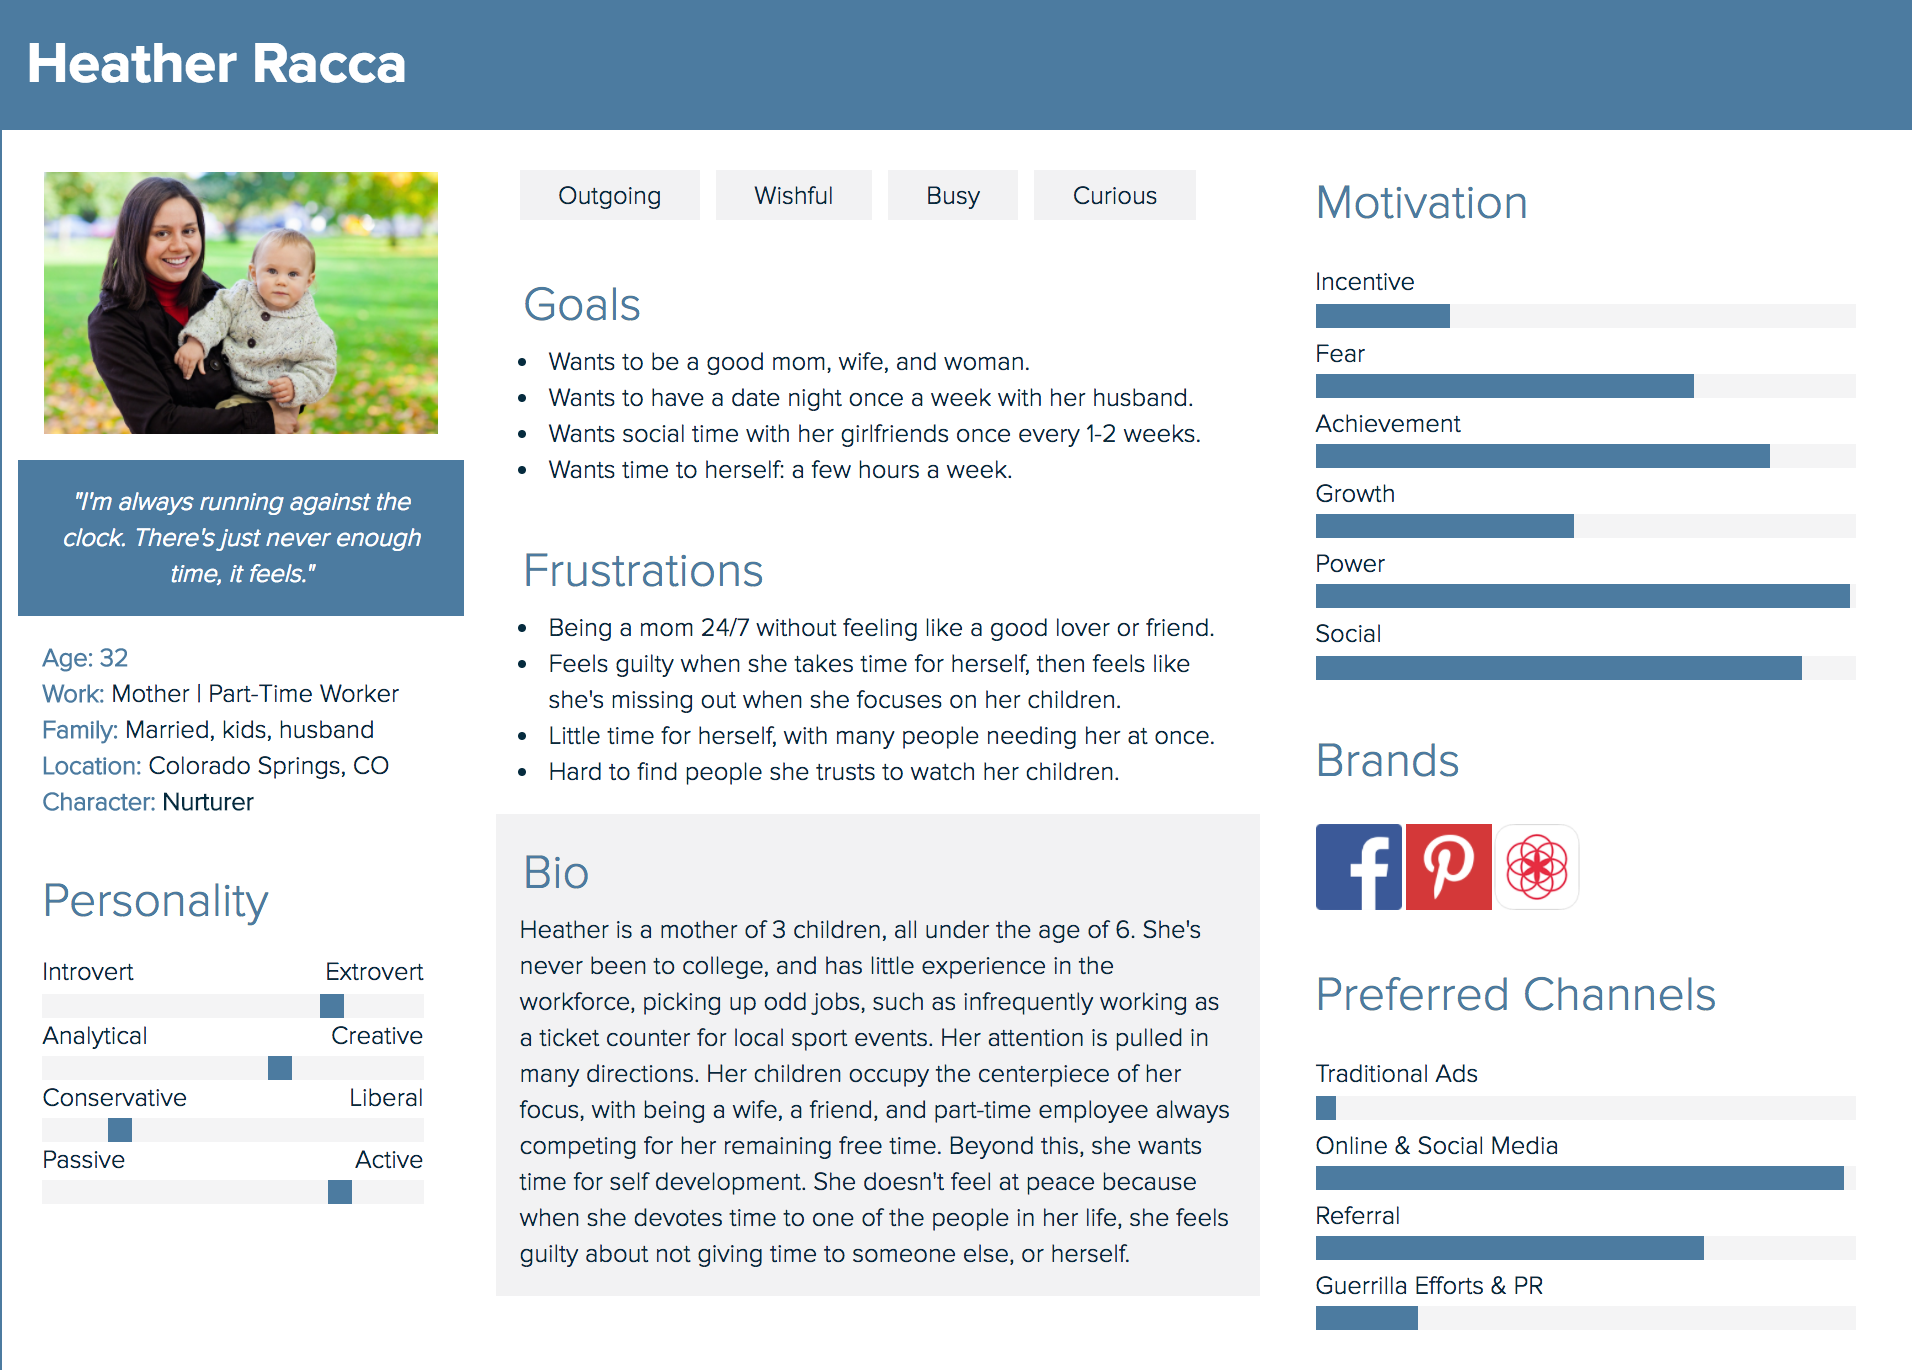 Heather Racca
"I'm always running against the
clock. There's just never enough
time, it feels."
Age: 32
Work: Mother | Part-Time Worker
Family: Married, kids, husband
Location: Colorado Springs, CO
Character: Nurturer
Personality
Introvert Extrovert
Analytical Creative
Conservative Liberal
Passive Active
Outgoing Wishful Busy Curious
Goals
• Wants to be a good mom, wife, and woman.
• Wants to have a date night once a week with her husband.
• Wants social time with her girlfriends once every 1-2 weeks.
• Wants time to herself: a few hours a week.
Frustrations
• Being a mom 24/7 without feeling like a good lover or friend.
• Feels guilty when she takes time for herself, then feels like
she's missing out when she focuses on her children.
• Little time for herself, with many people needing her at once.
• Hard to find people she trusts to watch her children.
Bio
Heather is a mother of 3 children, all under the age of 6. She's
never been to college, and has little experience in the
workforce, picking up odd jobs, such as infrequently working as
a ticket counter for local sport events. Her attention is pulled in
many directions. Her children occupy the centerpiece of her
focus, with being a wife, a friend, and part-time employee always
competing for her remaining free time. Beyond this, she wants
time for self development. She doesn't feel at peace because
when she devotes time to one of the people in her life, she feels
guilty about not giving time to someone else, or herself.
Motivation
Incentive
Fear
Achievement
Growth
Power
Social
Brands
Preferred Channels
Traditional Ads
Online & Social Media
Referral
Guerrilla Efforts & PR